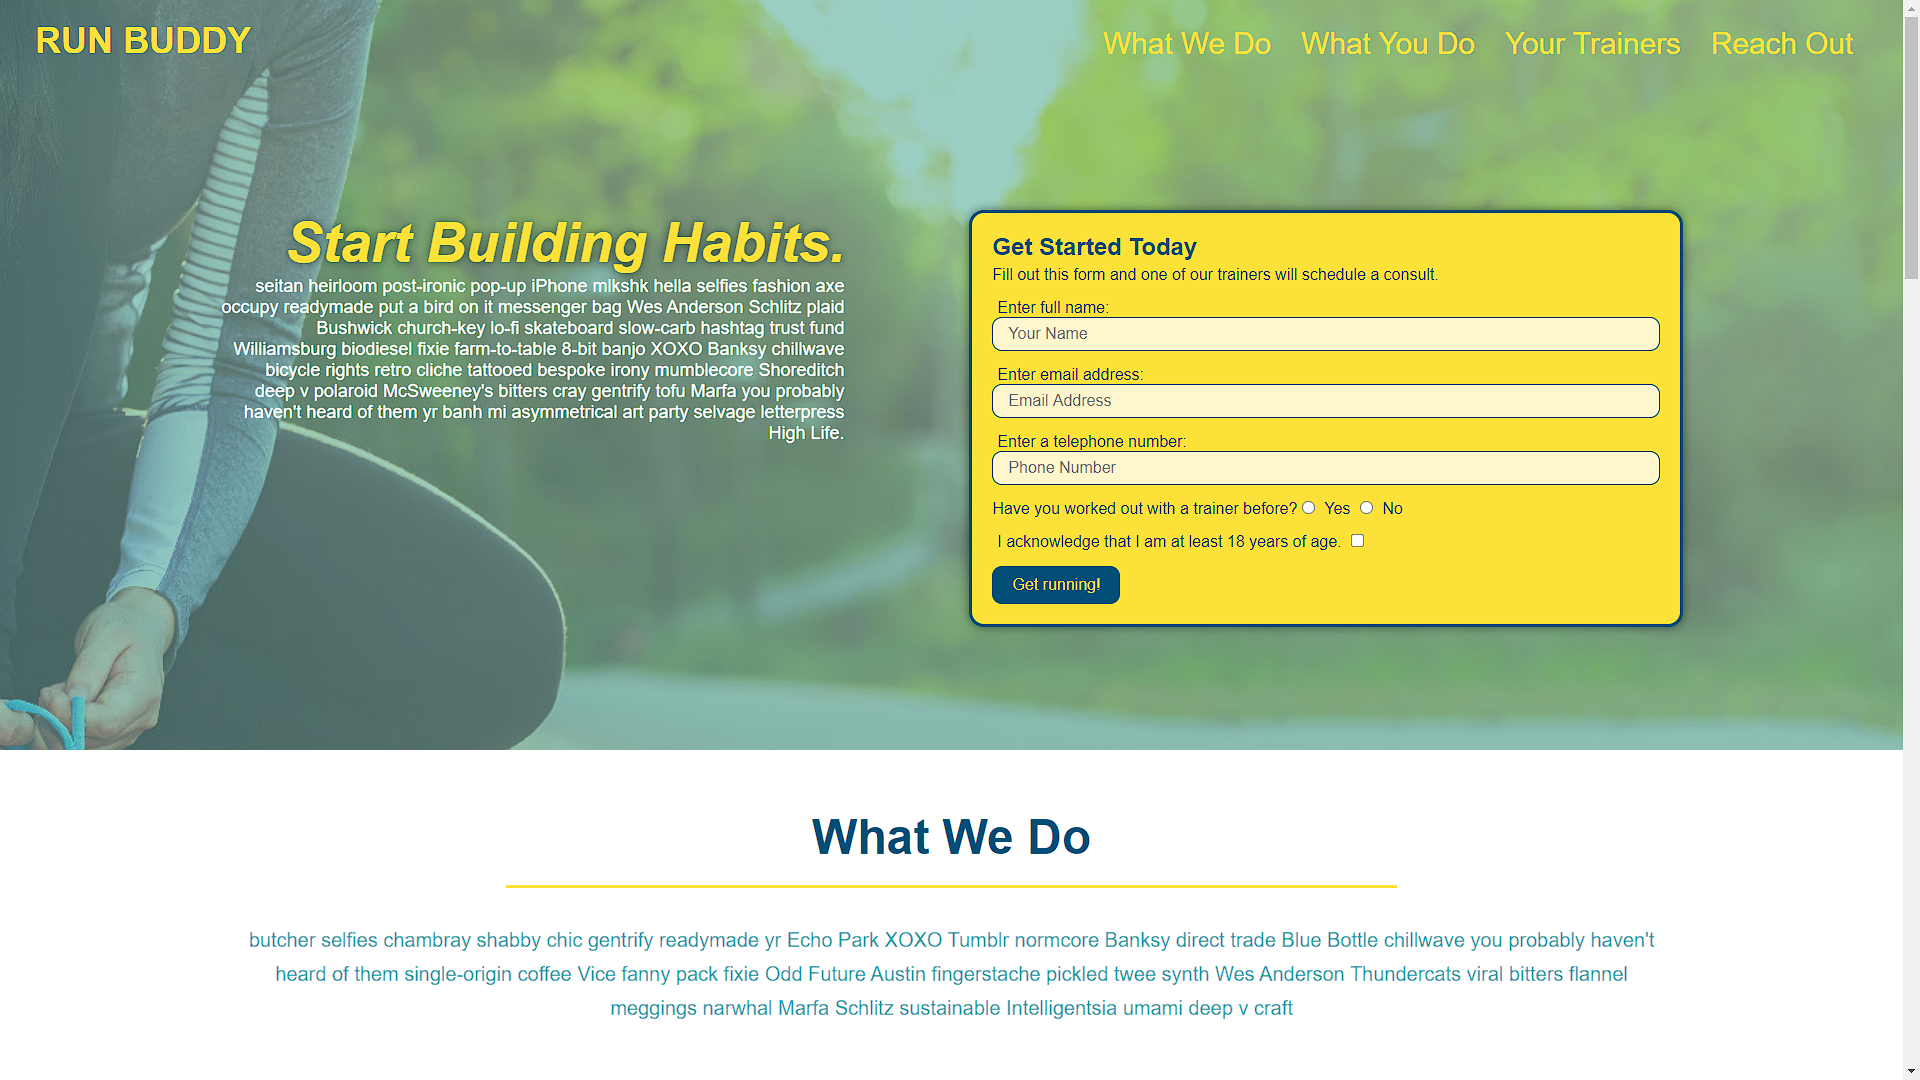 RUN BUDDY
What We Do What You Do Your Trainers Reach Out
Start Building Habits.
seitan heirloom post-ironic pop-up iPhone mlkshk hella selfies fashion axe
occupy readymade put a bird on it messenger bag Wes Anderson Schlitz plaid
Bushwick church-key lo-fi skateboard slow-carb hashtag trust fund
Williamsburg biodiesel fixie farm-to-table 8-bit banjo XOXO Banksy chillwave
bicycle rights retro cliche tattooed bespoke irony mumblecore Shoreditch
deep v polaroid McSweeney's bitters cray gentrify tofu Marfa you probably
haven't heard of them yr banh mi asymmetrical art party selvage letterpress
High Life.
Get Started Today
Fill out this form and one of our trainers will schedule a consult.
Enter full name:
Your Name
Enter email address:
Email Address
Enter a telephone number:
Phone Number
Have you worked out with a trainer before? Yes No
I acknowledge that I am at least 18 years of age.
Get running!
What We Do
butcher selfies chambray shabby chic gentrify readymade yr Echo Park XOXO Tumblr normcore Banksy direct trade Blue Bottle chillwave you probably haven't
heard of them single-origin coffee Vice fanny pack fixie Odd Future Austin fingerstache pickled twee synth Wes Anderson Thundercats viral bitters flannel
meggings narwhal Marfa Schlitz sustainable Intelligentsia umami deep v craft